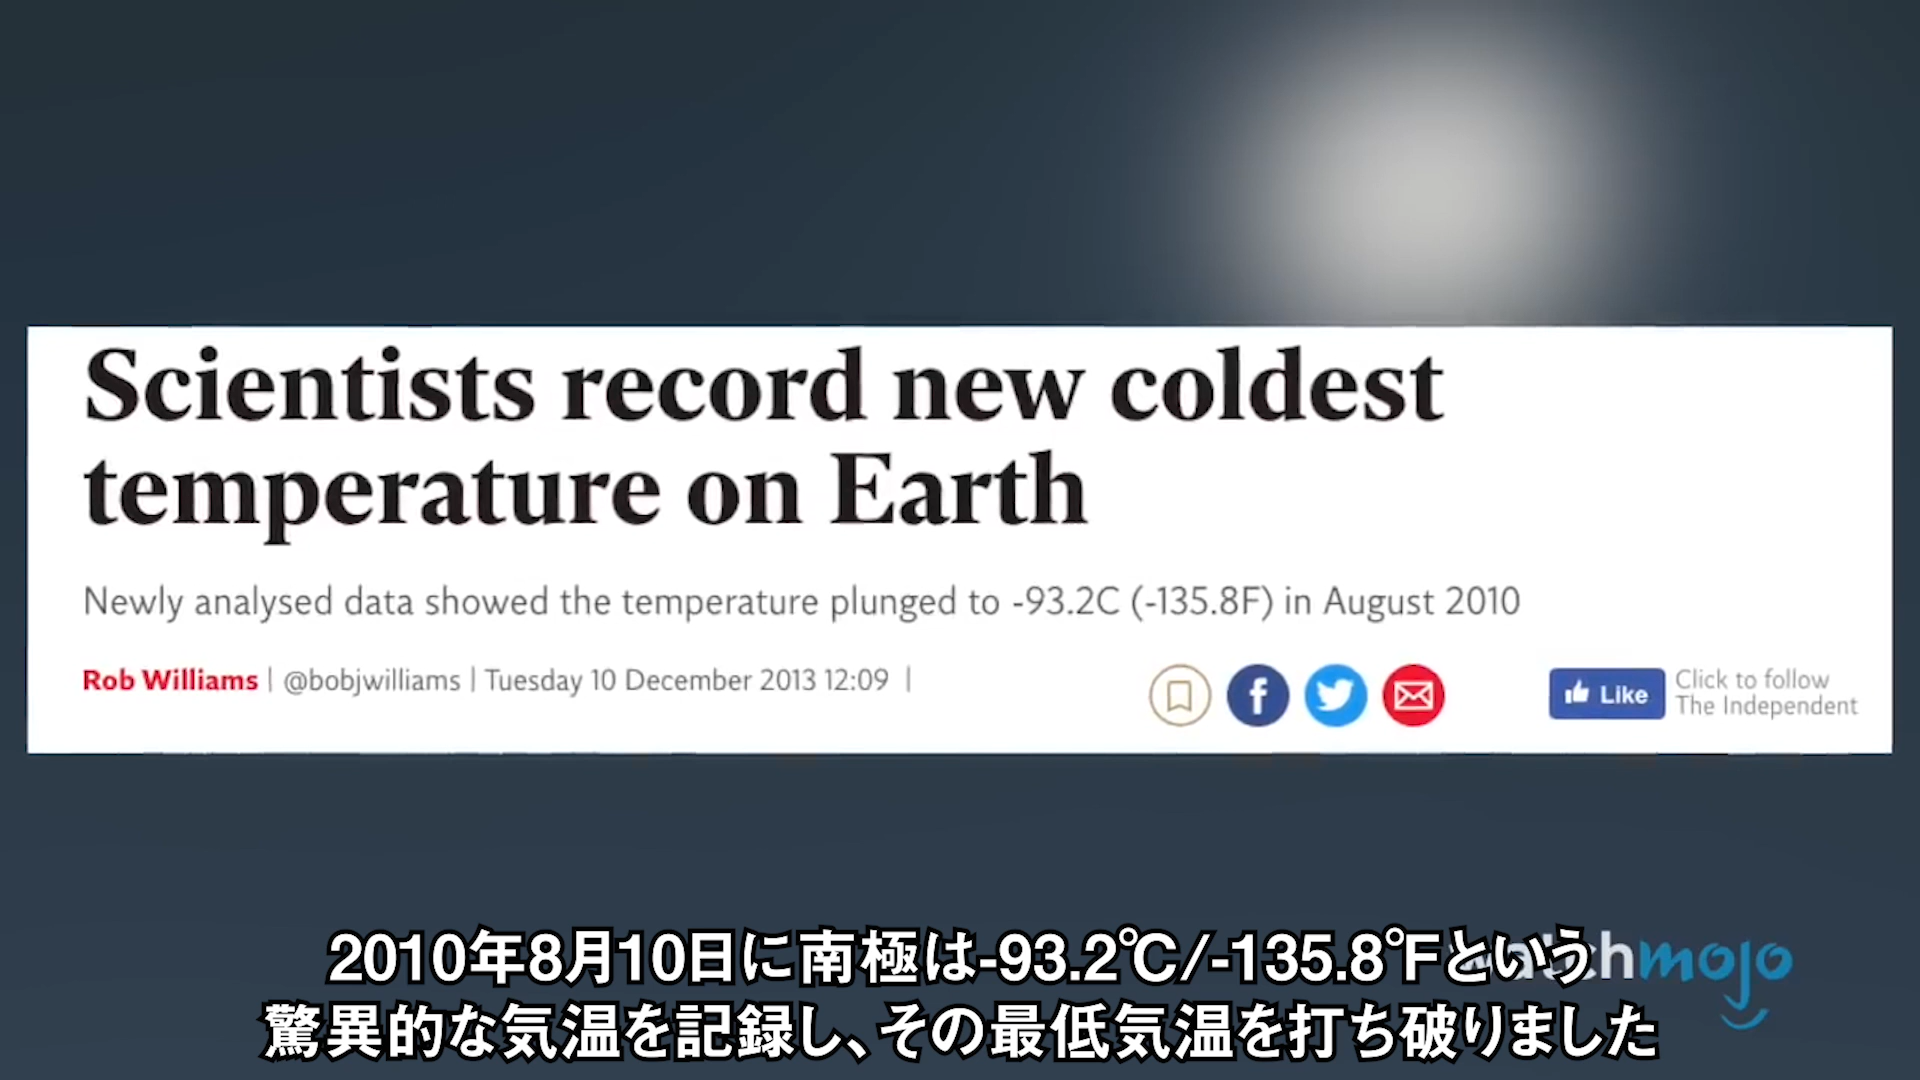 Scientists record new coldest
temperature on Earth
Newly analysed data showed the temperature plunged to -93.2C (-135.8F) in August 2010
Rob Williams | @bobjwilliams | Tuesday 10 December 2013 12:09 |
f
Like
Click to follow
The Independent
2010年8月10日に南極は-93.2℃/-135.8℉という
watchmojo
驚異的な気温を記録し､その最低気温を打ち破りました